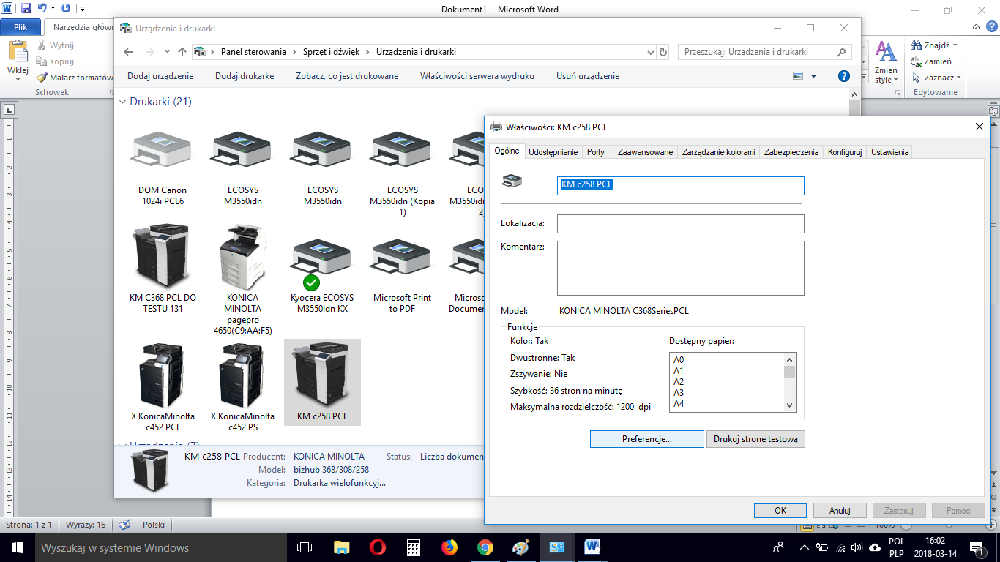 Dokument1 - Microsoft Word
Plik
Narzędzia główn
Wklej
Wytnij
Kopiuj
Malarz formatów
Schowek
Urządzenia i drukarki
Panel sterowania
Sprzęt i dźwięk
Urządzenia i drukarki
Przeszukaj: Urządzenia i drukarki
Dodaj urządzenie
Dodaj drukarkę
Zobacz, co jest drukowane
Właściwości serwera wydruku
Usuń urządzenie
Zmień
style
Znajdź
Zamień
Zaznacz
Edytowanie
Drukarki (21)
DOM Canon
1024i PCL6
ECOSYS
M3550idn
ECOSYS
M3550idn
ECOSYS
M3550idn (Kopia
1)
ECO
M3550idn
2)
KM C368 PCL DO
TESTU 131
KONICA
MINOLTA
pagepro
4650(C9:AA:F5)
Kyocera ECOSYS
M3550idn KX
Microsoft Print
to PDF
Micros
Documen
X KonicaMinolta
c452 PCL
X KonicaMinolta
c452 PS
KM c258 PCL
Urządzenia (7)
KM c258 PCL
Producent: KONICA MINOLTA
Status: Liczba dokumen
Model: bizhub 368/308/258
Kategoria: Drukarka wielofunkcyj...
Właściwości: KM c258 PCL
Ogólne
Udostępnianie
Porty
Zaawansowane
Zarządzanie kolorami
Zabezpieczenia
Konfiguruj
Ustawienia
KM c258 PCL
Lokalizacja:
Komentarz:
Model: KONICA MINOLTA C368SeriesPCL
Funkcje
Kolor: Tak
Dwustronne: Tak
Zszywanie: Nie
Szybkość: 36 stron na minutę
Maksymalna rozdzielczość: 1200 dpi
Dostępny papier:
A0
A1
A2
A3
A4
Preferencje...
Drukuj stronę testową
OK
Anuluj
Zastosuj
Pomoc
Strona: 1 z 1
Wyrazy: 16
Polski
100%
Wyszukaj w systemie Windows
POL
PLP
16:02
2018-03-14
1